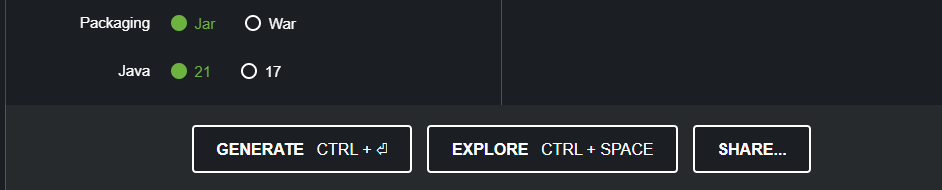 Packaging Jar War
Java 21 17
GENERATE CTRL + ⏎ EXPLORE CTRL + SPACE SHARE...